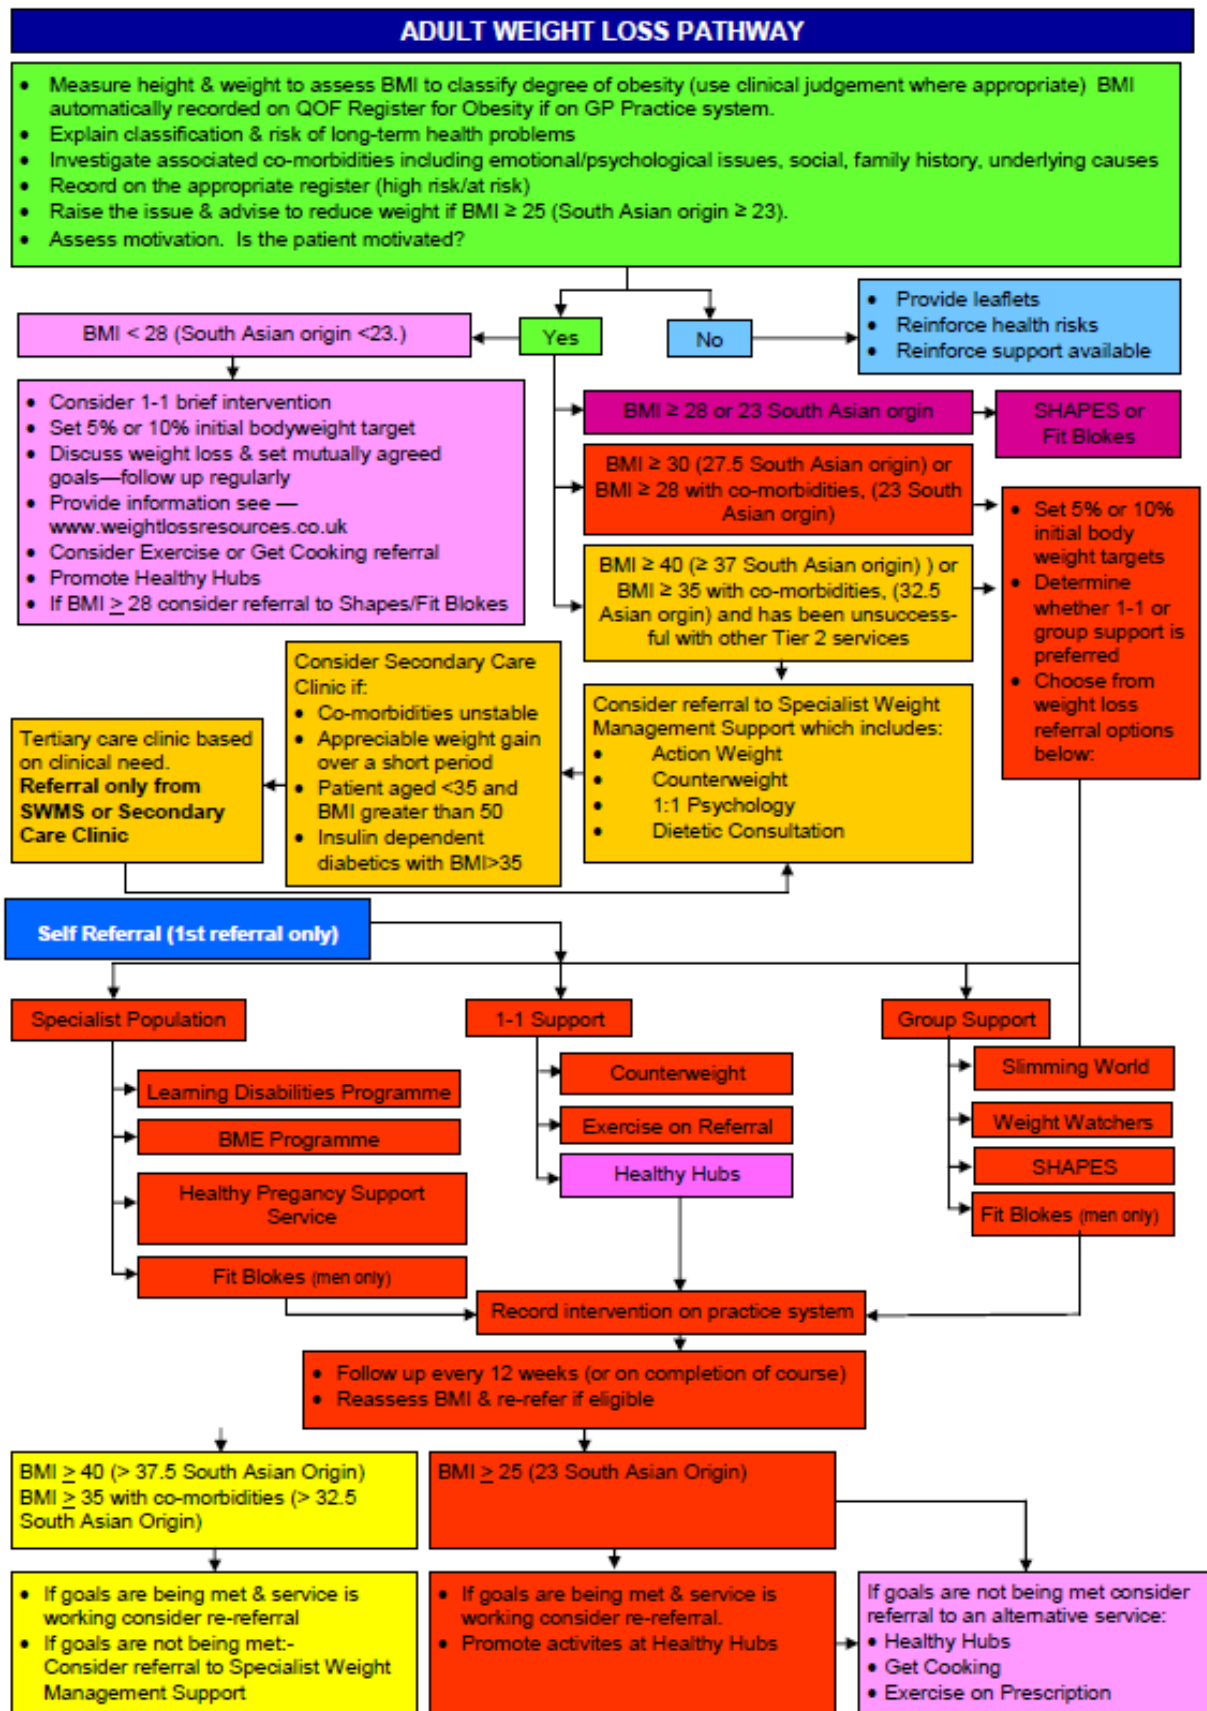 ADULT WEIGHT LOSS PATHWAY
• Measure height & weight to assess BMI to classify degree of obesity (use clinical judgement where appropriate) BMI
automatically recorded on QOF Register for Obesity if on GP Practice system.
• Explain classification & risk of long-term health problems
• Investigate associated co-morbidities including emotional/psychological issues, social, family history, underlying causes
• Record on the appropriate register (high risk/at risk)
• Raise the issue & advise to reduce weight if BMI ≥ 25 (South Asian origin ≥ 23).
• Assess motivation. Is the patient motivated?
BMI < 28 (South Asian origin <23.)
Yes
No
• Provide leaflets
• Reinforce health risks
• Reinforce support available
• Consider 1-1 brief intervention
• Set 5% or 10% initial bodyweight target
• Discuss weight loss & set mutually agreed
goals—follow up regularly
• Provide information see —
www.weightlossresources.co.uk
• Consider Exercise or Get Cooking referral
• Promote Healthy Hubs
• If BMI ≥ 28 consider referral to Shapes/Fit Blokes
BMI ≥ 28 or 23 South Asian orgin
SHAPES or
Fit Blokes
BMI ≥ 30 (27.5 South Asian origin) or
BMI ≥ 28 with co-morbidities, (23 South
Asian orgin)
BMI ≥ 40 (≥ 37 South Asian origin) ) or
BMI ≥ 35 with co-morbidities, (32.5
Asian orgin) and has been unsuccess-
ful with other Tier 2 services
• Set 5% or 10%
initial body
weight targets
• Determine
whether 1-1 or
group support is
preferred
• Choose from
weight loss
referral options
below:
Consider referral to Specialist Weight
Management Support which includes:
• Action Weight
• Counterweight
• 1:1 Psychology
• Dietetic Consultation
Consider Secondary Care
Clinic if:
• Co-morbidities unstable
• Appreciable weight gain
over a short period
• Patient aged <35 and
BMI greater than 50
• Insulin dependent
diabetics with BMI>35
Tertiary care clinic based
on clinical need.
Referral only from
SWMS or Secondary
Care Clinic
Self Referral (1st referral only)
Specialist Population
Learning Disabilities Programme
BME Programme
Healthy Pregancy Support
Service
Fit Blokes (men only)
1-1 Support
Counterweight
Exercise on Referral
Healthy Hubs
Group Support
Slimming World
Weight Watchers
SHAPES
Fit Blokes (men only)
Record intervention on practice system
• Follow up every 12 weeks (or on completion of course)
• Reassess BMI & re-refer if eligible
BMI ≥ 40 (> 37.5 South Asian Origin)
BMI ≥ 35 with co-morbidities (> 32.5
South Asian Origin)
BMI ≥ 25 (23 South Asian Origin)
• If goals are being met & service is
working consider re-referral
• If goals are not being met:-
Consider referral to Specialist Weight
Management Support
• If goals are being met & service is
working consider re-referral.
• Promote activites at Healthy Hubs
If goals are not being met consider
referral to an alternative service:
• Healthy Hubs
• Get Cooking
• Exercise on Prescription